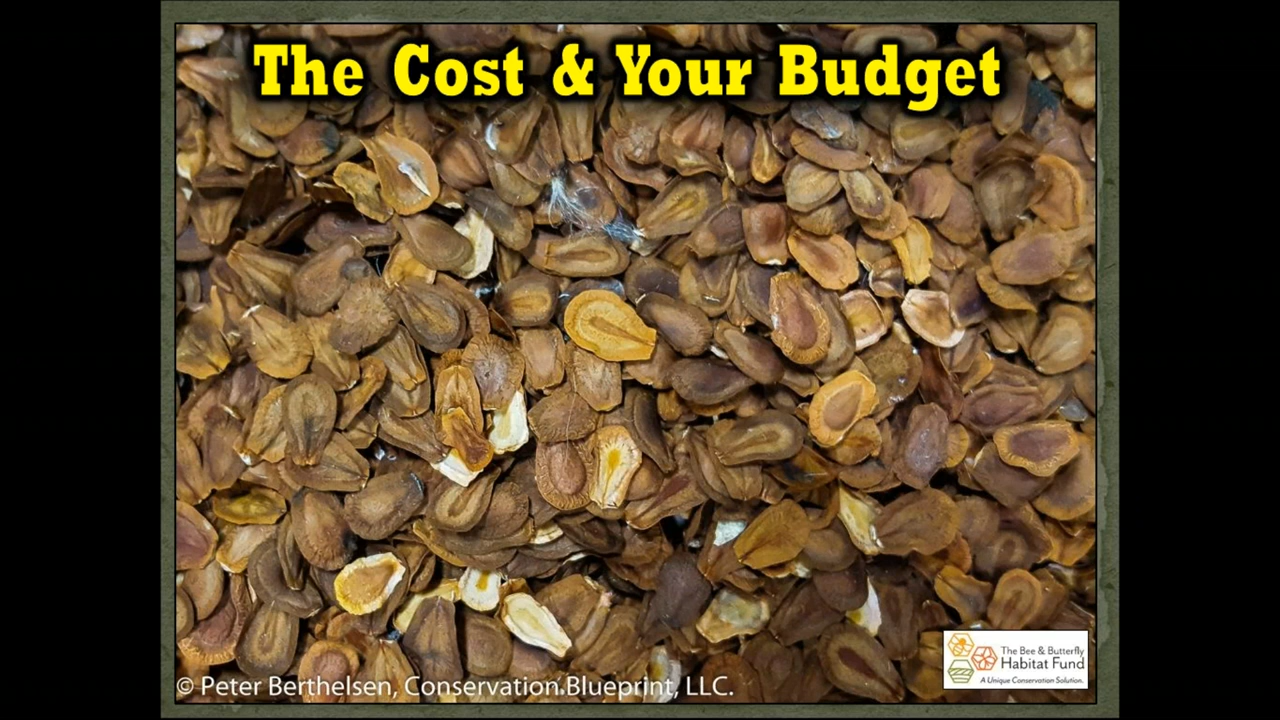 The Cost & Your Budget
The Bee & Butterfly
Habitat Fund
A Unique Conservation Solution.
© Peter Berthelsen, Conservation Blueprint, LLC.